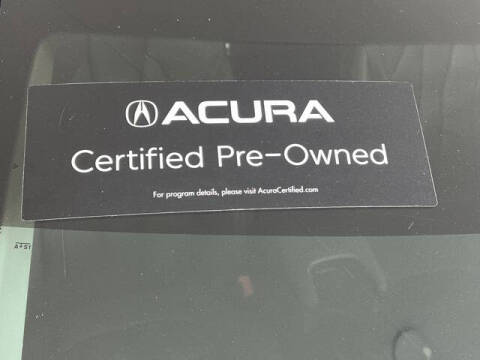 ACURA
Certified Pre-Owned
For program details, please visit AcuraCertified.com